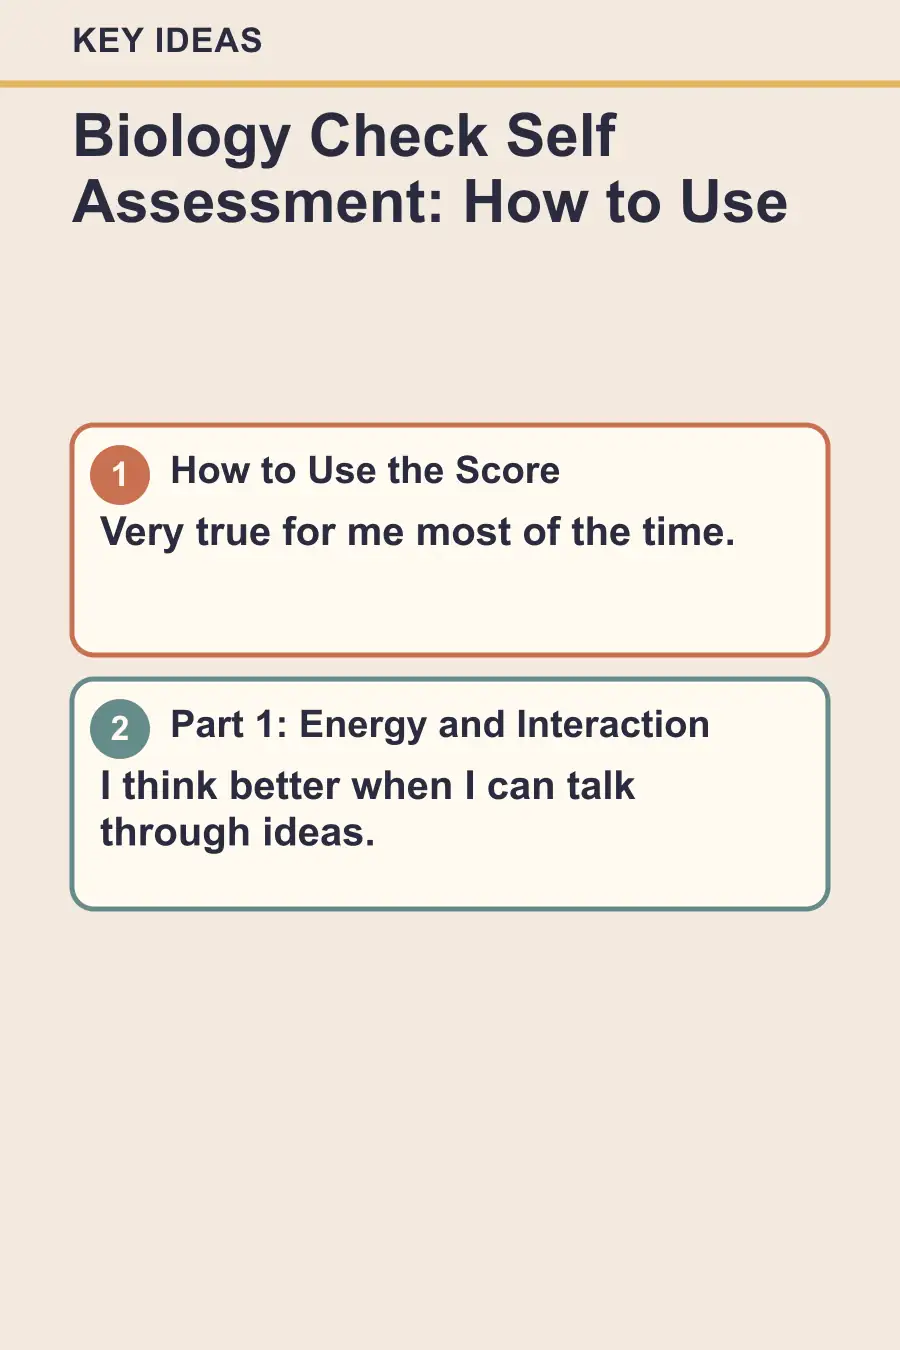 KEY IDEAS
Biology Check Self
Assessment: How to Use
1 How to Use the Score
Very true for me most of the time.
2 Part 1: Energy and Interaction
I think better when I can talk
through ideas.